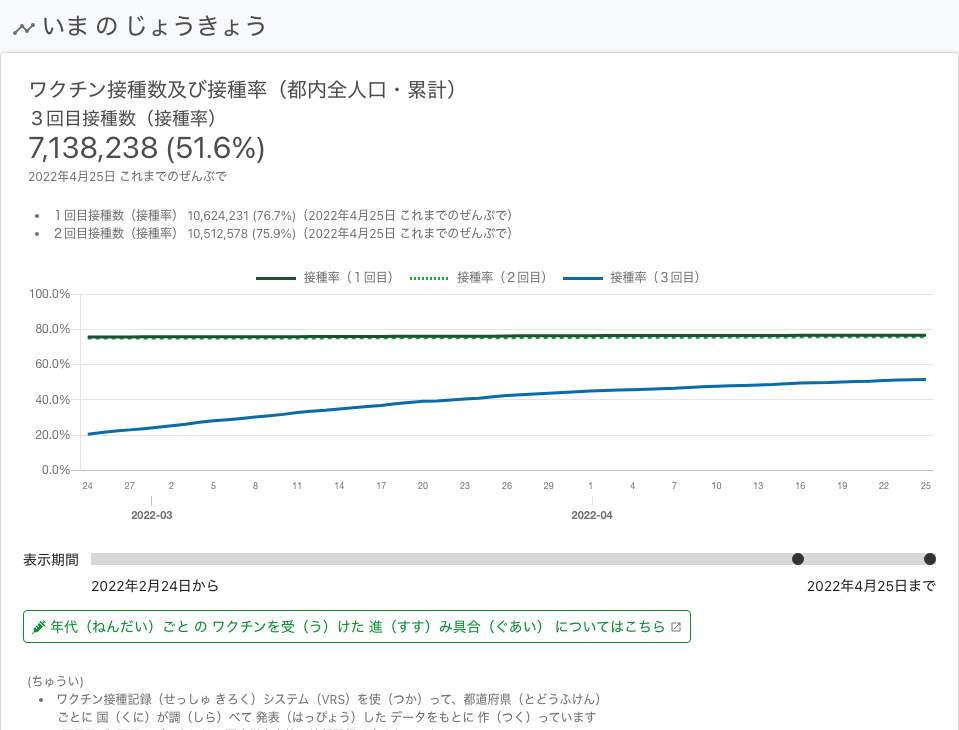 いま の じょうきょう
ワクチン接種数及び接種率（都内全人口・累計）
３回目接種数（接種率）
7,138,238 (51.6%)
2022年4月25日 これまでのぜんぶで
• １回目接種数（接種率） 10,624,231 (76.7%)（2022年4月25日 これまでのぜんぶで）
• ２回目接種数（接種率） 10,512,578 (75.9%)（2022年4月25日 これまでのぜんぶで）
接種率（１回目） 接種率（２回目） 接種率（３回目）
100.0%
80.0%
60.0%
40.0%
20.0%
0.0%
24 27 2 5 8 11 14 17 20 23 26 29 1 4 7 10 13 16 19 22 25
2022-03 2022-04
表示期間
2022年2月24日から 2022年4月25日まで
年代（ねんだい）ごと の ワクチンを受（う）けた 進（すす）み具合（ぐあい） についてはこちら
(ちゅうい)
• ワクチン接種記録（せっしゅ きろく）システム（VRS）を使（つか）って、都道府県（とどうふけん）
ごとに 国（くに）が調（しら）べて 発表（はっぴょう）した データをもとに 作（つく）っています